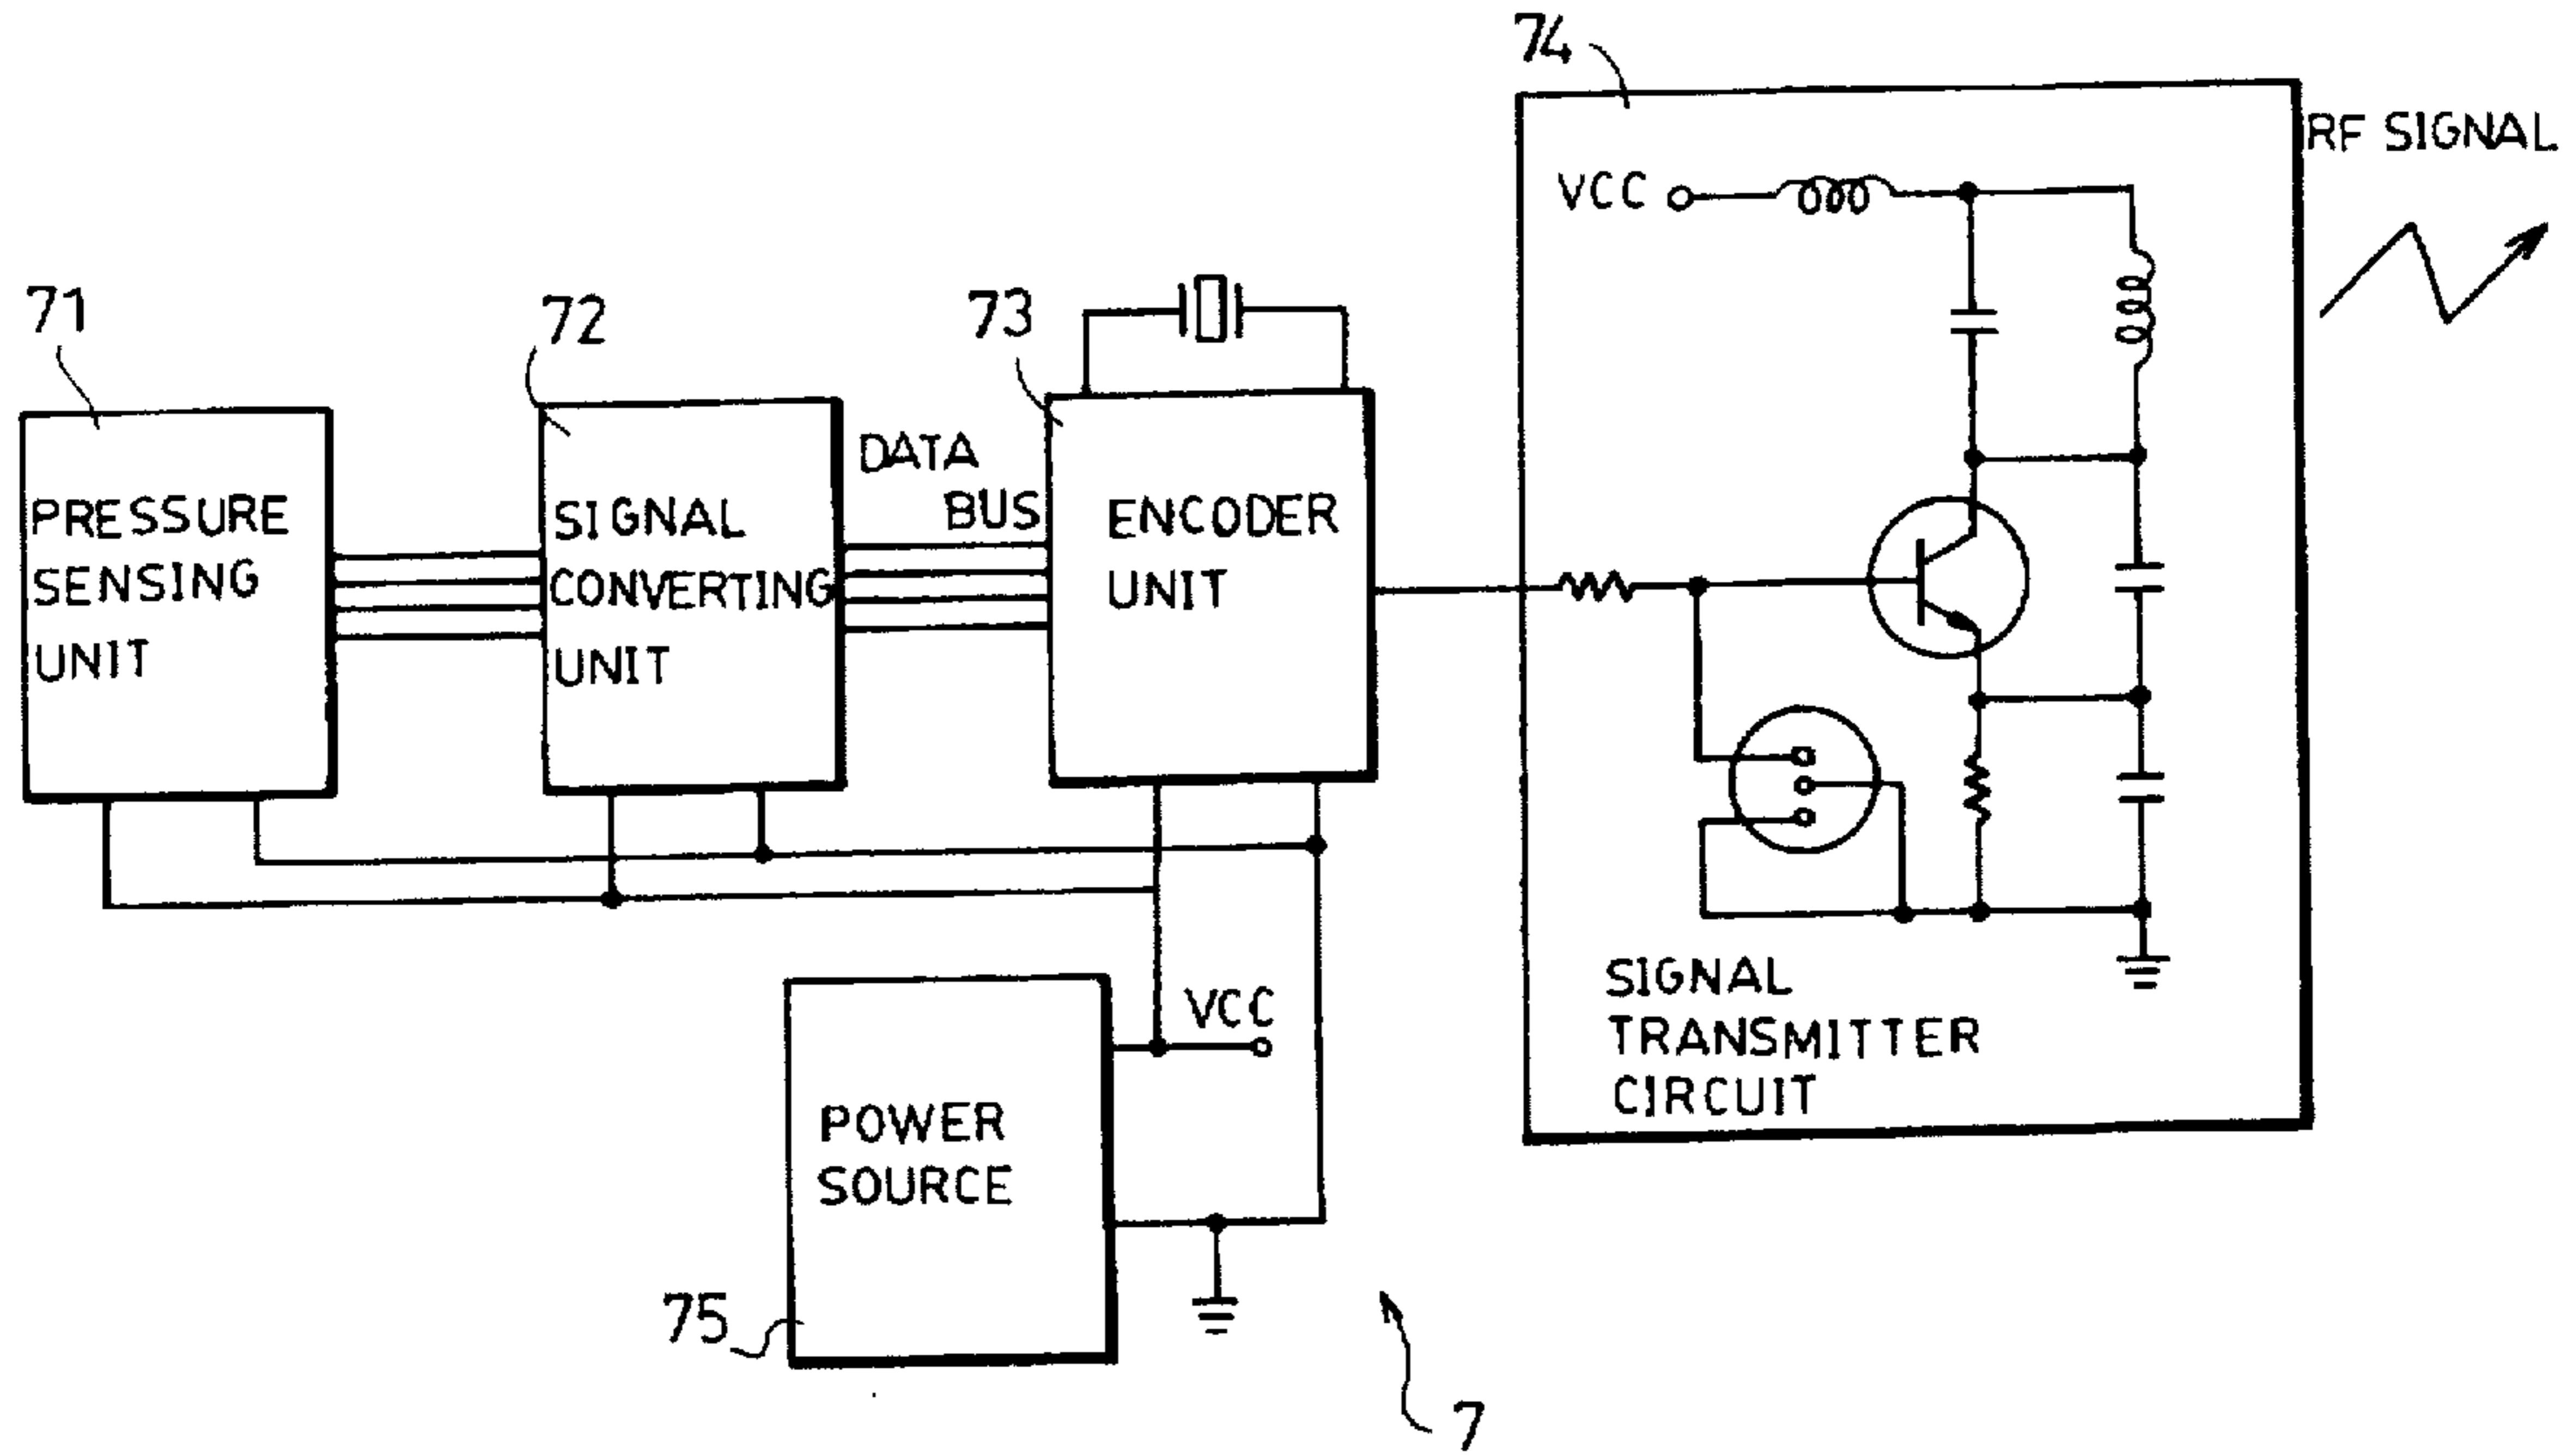 74
RF SIGNAL
VCC
71
72
73
DATA
BUS
PRESSURE
SENSING
UNIT
SIGNAL
CONVERTING
UNIT
ENCODER
UNIT
SIGNAL
TRANSMITTER
CIRCUIT
VCC
POWER
SOURCE
75
7